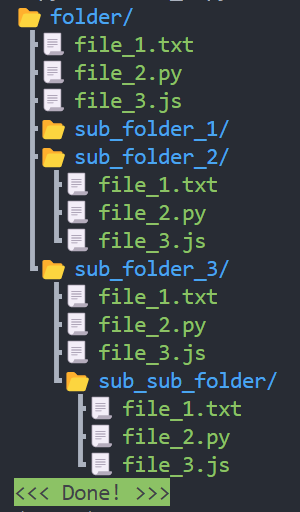 folder/
file_1.txt
file_2.py
file_3.js
sub_folder_1/
sub_folder_2/
file_1.txt
file_2.py
file_3.js
sub_folder_3/
file_1.txt
file_2.py
file_3.js
sub_sub_folder/
file_1.txt
file_2.py
file_3.js
<<< Done! >>>